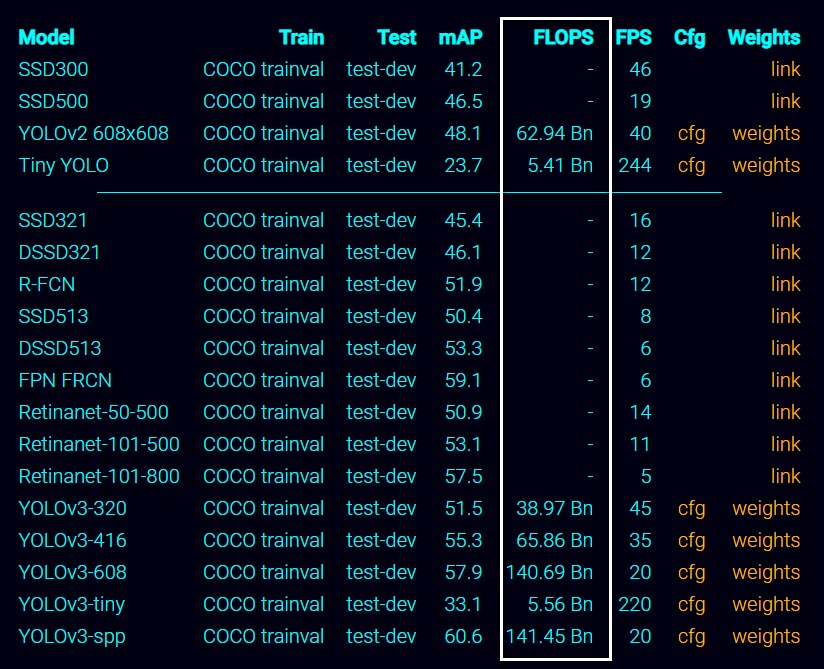 Model Train Test mAP FLOPS FPS Cfg Weights
SSD300 COCO trainval test-dev 41.2 - 46 link
SSD500 COCO trainval test-dev 46.5 - 19 link
YOLOv2 608x608 COCO trainval test-dev 48.1 62.94 Bn 40 cfg weights
Tiny YOLO COCO trainval test-dev 23.7 5.41 Bn 244 cfg weights
SSD321 COCO trainval test-dev 45.4 - 16 link
DSSD321 COCO trainval test-dev 46.1 - 12 link
R-FCN COCO trainval test-dev 51.9 - 12 link
SSD513 COCO trainval test-dev 50.4 - 8 link
DSSD513 COCO trainval test-dev 53.3 - 6 link
FPN FRCN COCO trainval test-dev 59.1 - 6 link
Retinanet-50-500 COCO trainval test-dev 50.9 - 14 link
Retinanet-101-500 COCO trainval test-dev 53.1 - 11 link
Retinanet-101-800 COCO trainval test-dev 57.5 - 5 link
YOLOv3-320 COCO trainval test-dev 51.5 38.97 Bn 45 cfg weights
YOLOv3-416 COCO trainval test-dev 55.3 65.86 Bn 35 cfg weights
YOLOv3-608 COCO trainval test-dev 57.9 140.69 Bn 20 cfg weights
YOLOv3-tiny COCO trainval test-dev 33.1 5.56 Bn 220 cfg weights
YOLOv3-spp COCO trainval test-dev 60.6 141.45 Bn 20 cfg weights